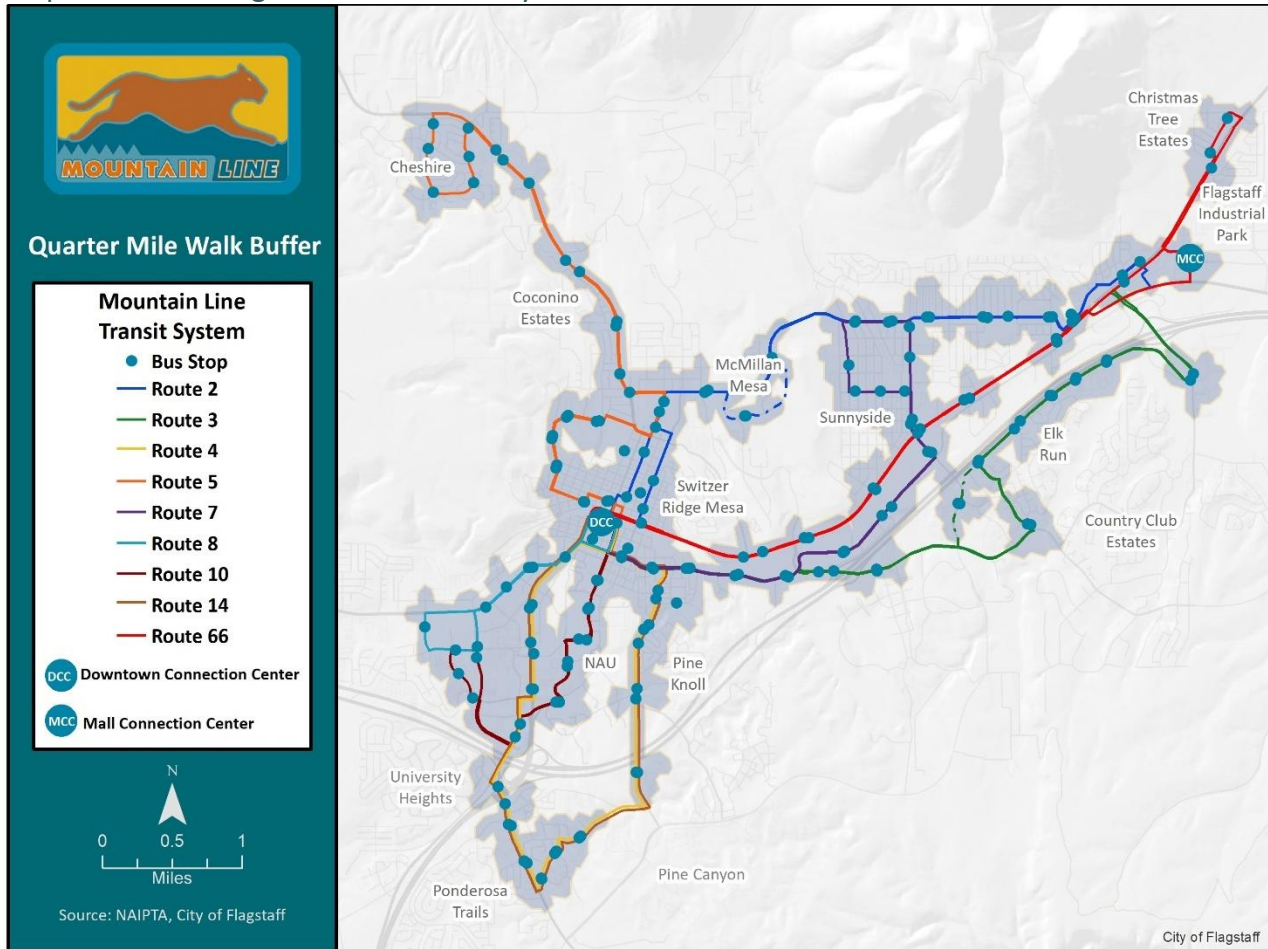 MOUNTAIN LINE
Quarter Mile Walk Buffer
Mountain Line
Transit System
Bus Stop
Route 2
Route 3
Route 4
Route 5
Route 7
Route 8
Route 10
Route 14
Route 66
DCC Downtown Connection Center
MCC Mall Connection Center
N
0 0.5 1
Miles
Source: NAIPTA, City of Flagstaff
Christmas
Tree
Estates
Cheshire
Flagstaff
Industrial
Park
MCC
Coconino
Estates
McMillan
Mesa
Sunnyside
Elk
Run
Switzer
Ridge Mesa
DCC
Country Club
Estates
NAU
Pine
Knoll
University
Heights
Pine Canyon
Ponderosa
Trails
City of Flagstaff